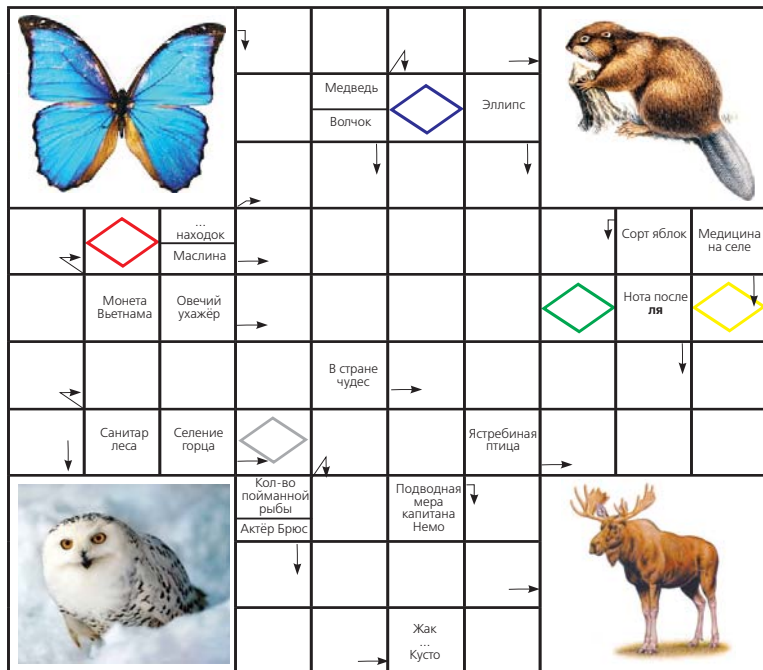 Медведь
Волчок
Эллипс
...
находок
Маслина
Сорт яблок
Медицина
на селе
Монета
Вьетнама
Овечий
ухажёр
Нота после
ля
В стране
чудес
Санитар
леса
Селение
горца
Ястребиная
птица
Кол-во
пойманной
рыбы
Актёр Брюс
Подводная
мера
капитана
Немо
Жак
...
Кусто